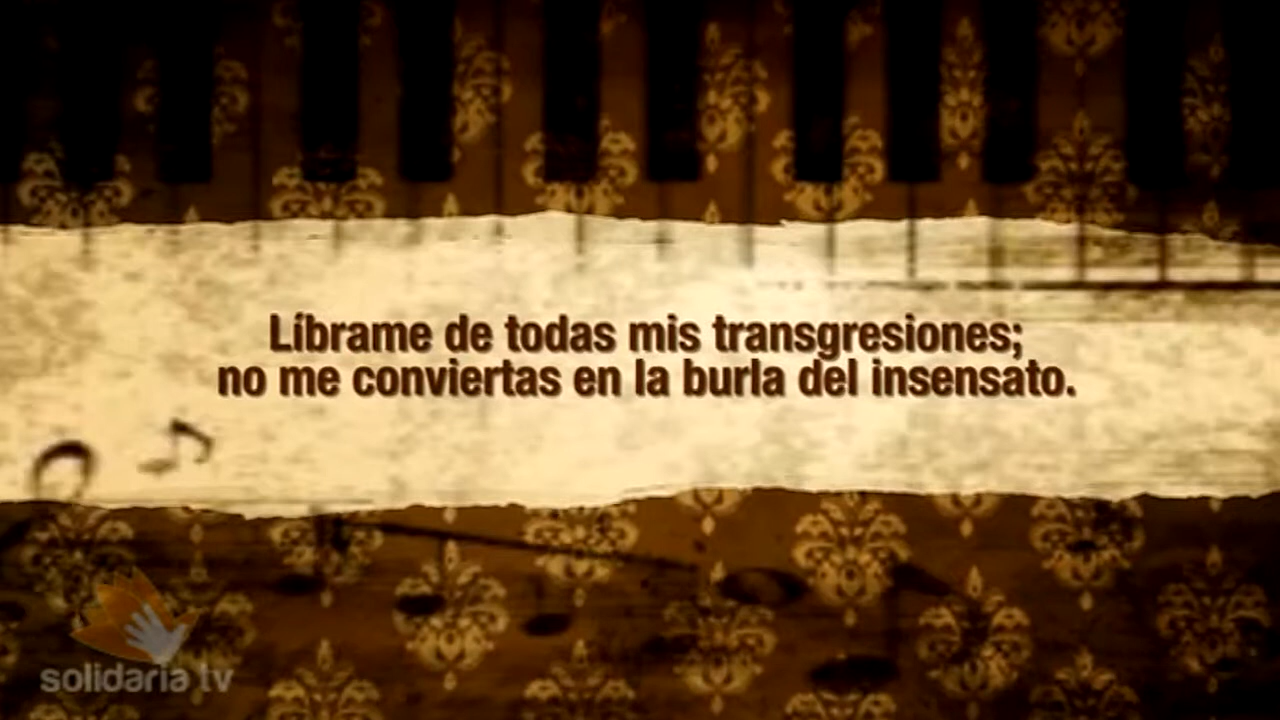 Líbrame de todas mis transgresiones;
no me conviertas en la burla del insensato.
solidaria tv